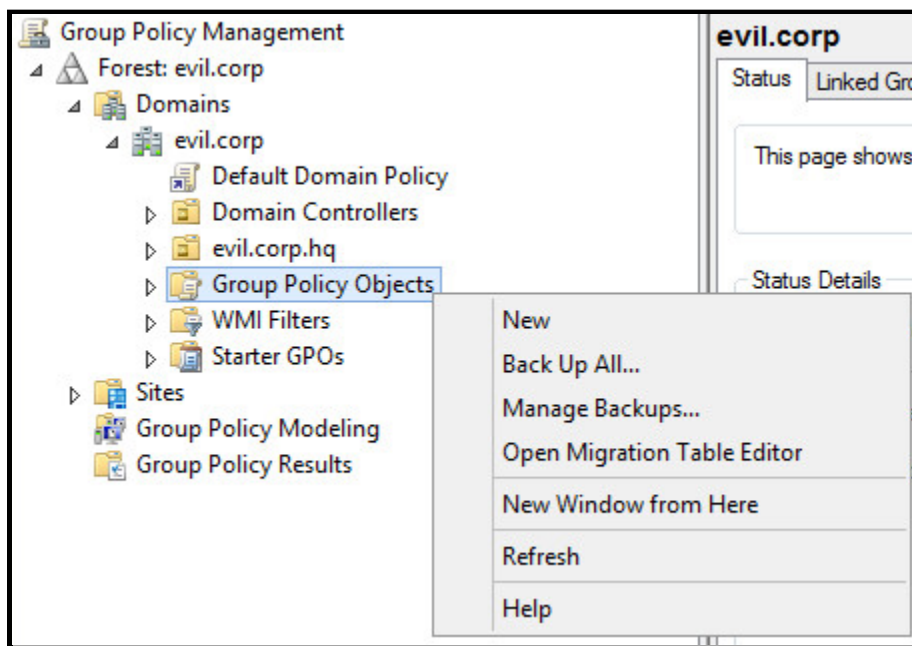 Group Policy Management
Forest: evil.corp
Domains
evil.corp
Default Domain Policy
Domain Controllers
evil.corp.hq
Group Policy Objects
WMI Filters
Starter GPOs
Sites
Group Policy Modeling
Group Policy Results
New
Back Up All...
Manage Backups...
Open Migration Table Editor
New Window from Here
Refresh
Help
evil.corp
Status Linked Gro
This page shows
Status Details